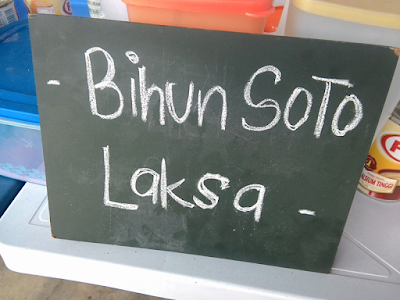 - Bihun Soto
Laksa -